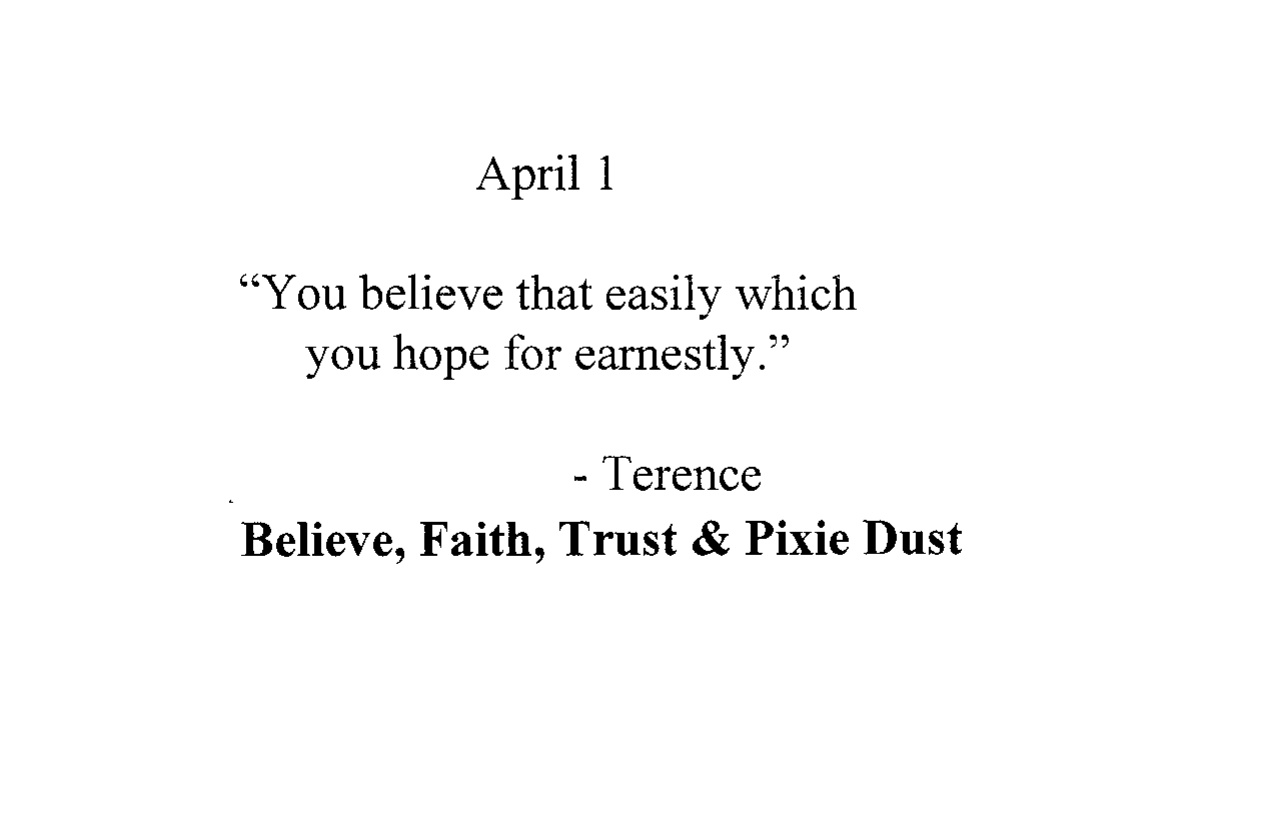 April 1
“You believe that easily which
you hope for earnestly.”
- Terence
Believe, Faith, Trust & Pixie Dust